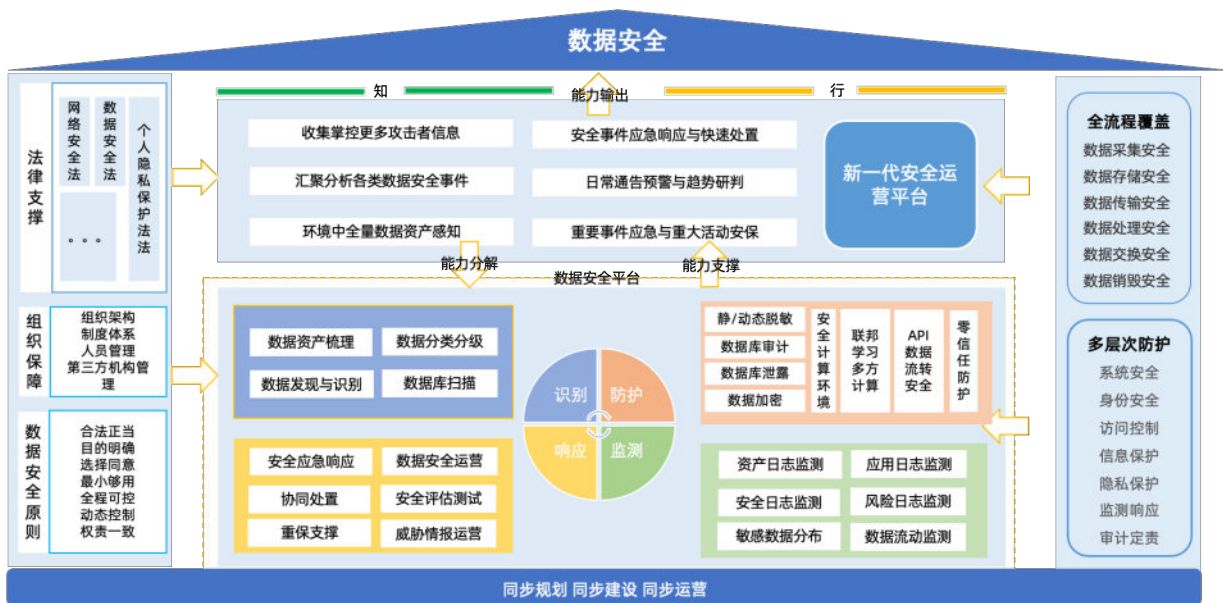 数据安全
知
能力输出
行
法律支撑
网络安全法
数据安全法
个人隐私保护法法
。。。
组织保障
组织架构
制度体系
人员管理
第三方机构管
理
数据安全原则
合法正当
目的明确
选择同意
最小够用
全程可控
动态控制
权责一致
收集掌控更多攻击者信息
安全事件应急响应与快速处置
汇聚分析各类数据安全事件
日常通告预警与趋势研判
环境中全量数据资产感知
重要事件应急与重大活动安保
新一代安全运
营平台
能力分解
数据安全平台
能力支撑
数据资产梳理
数据分类分级
数据发现与识别
数据库扫描
识别
防护
响应
监测
静/动态脱敏
数据库审计
数据库泄露
数据加密
安全计算环境
联邦
学习
多方
计算
API
数据
流转
安全
零信任防护
安全应急响应
数据安全运营
协同处置
安全评估测试
重保支撑
威胁情报运营
资产日志监测
应用日志监测
安全日志监测
风险日志监测
敏感数据分布
数据流动监测
全流程覆盖
数据采集安全
数据存储安全
数据传输安全
数据处理安全
数据交换安全
数据销毁安全
多层次防护
系统安全
身份安全
访问控制
信息保护
隐私保护
监测响应
审计定责
同步规划 同步建设 同步运营